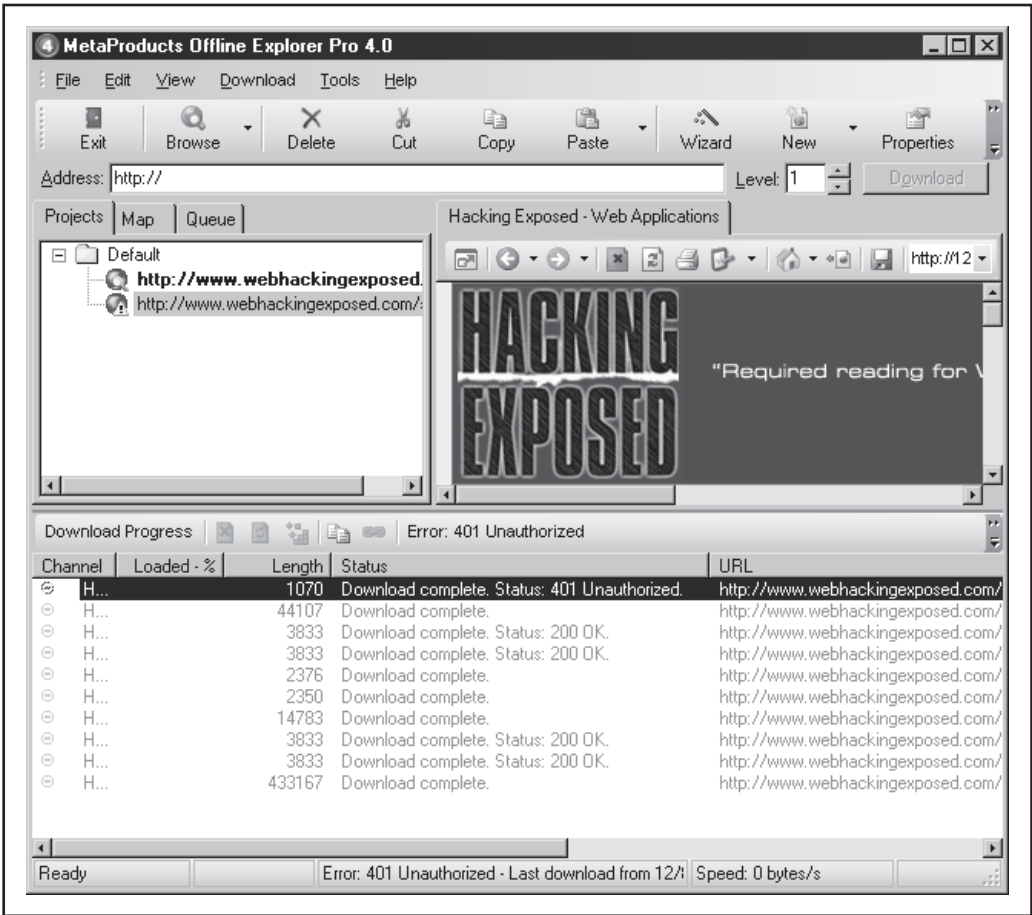 4 MetaProducts Offline Explorer Pro 4.0
File Edit View Download Tools Help
Exit Browse Delete Cut Copy Paste Wizard New Properties
Address: http:// Level: 1 Download
Projects Map Queue
Default
http://www.webhackingexposed.
http://www.webhackingexposed.com/
Hacking Exposed - Web Applications
http://12
HACKING
EXPOSED
"Required reading for
Download Progress Error: 401 Unauthorized
Channel Loaded - % Length Status URL
H... 1070 Download complete. Status: 401 Unauthorized. http://www.webhackingexposed.com/
H... 44107 Download complete. http://www.webhackingexposed.com/
H... 3833 Download complete. Status: 200 OK. http://www.webhackingexposed.com/
H... 3833 Download complete. Status: 200 OK. http://www.webhackingexposed.com/
H... 2376 Download complete. http://www.webhackingexposed.com/
H... 2350 Download complete. http://www.webhackingexposed.com/
H... 14783 Download complete. http://www.webhackingexposed.com/
H... 3833 Download complete. Status: 200 OK. http://www.webhackingexposed.com/
H... 3833 Download complete. Status: 200 OK. http://www.webhackingexposed.com/
H... 433167 Download complete. http://www.webhackingexposed.com/
Ready Error: 401 Unauthorized - Last download from 12/ Speed: 0 bytes/s